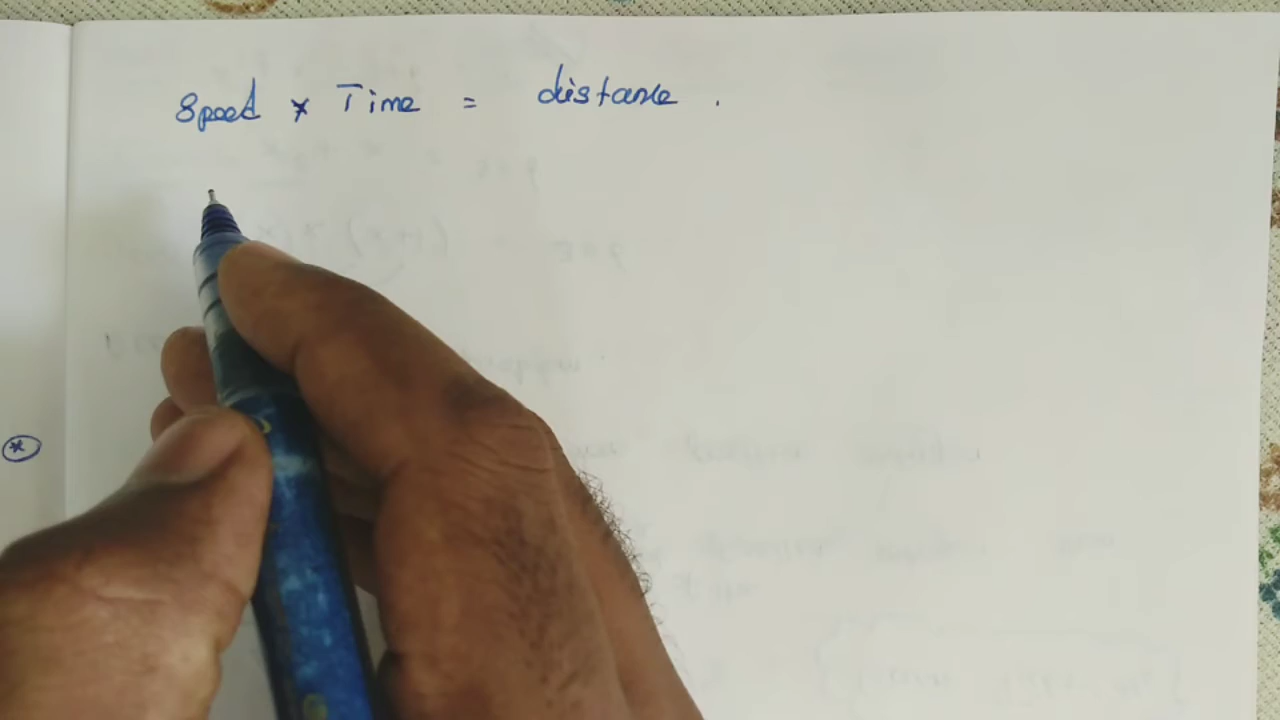 Speed * Time = distance .
*